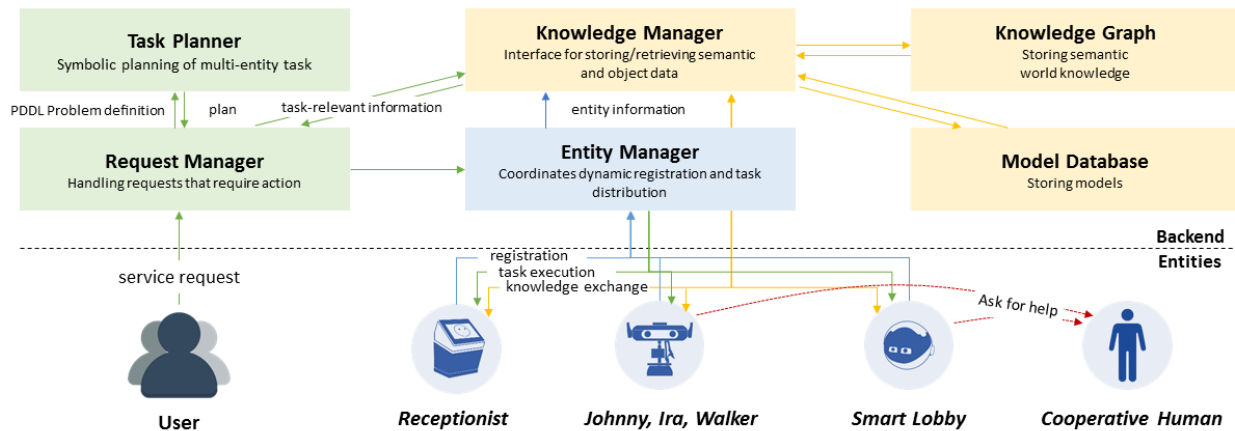 Task Planner
Symbolic planning of multi-entity task
Knowledge Manager
Interface for storing/retrieving semantic
and object data
Knowledge Graph
Storing semantic
world knowledge
PDDL Problem definition
plan
task-relevant information
entity information
Request Manager
Handling requests that require action
Entity Manager
Coordinates dynamic registration and task
distribution
Model Database
Storing models
Backend
Entities
service request
registration
task execution
knowledge exchange
Ask for help
User
Receptionist
Johnny, Ira, Walker
Smart Lobby
Cooperative Human